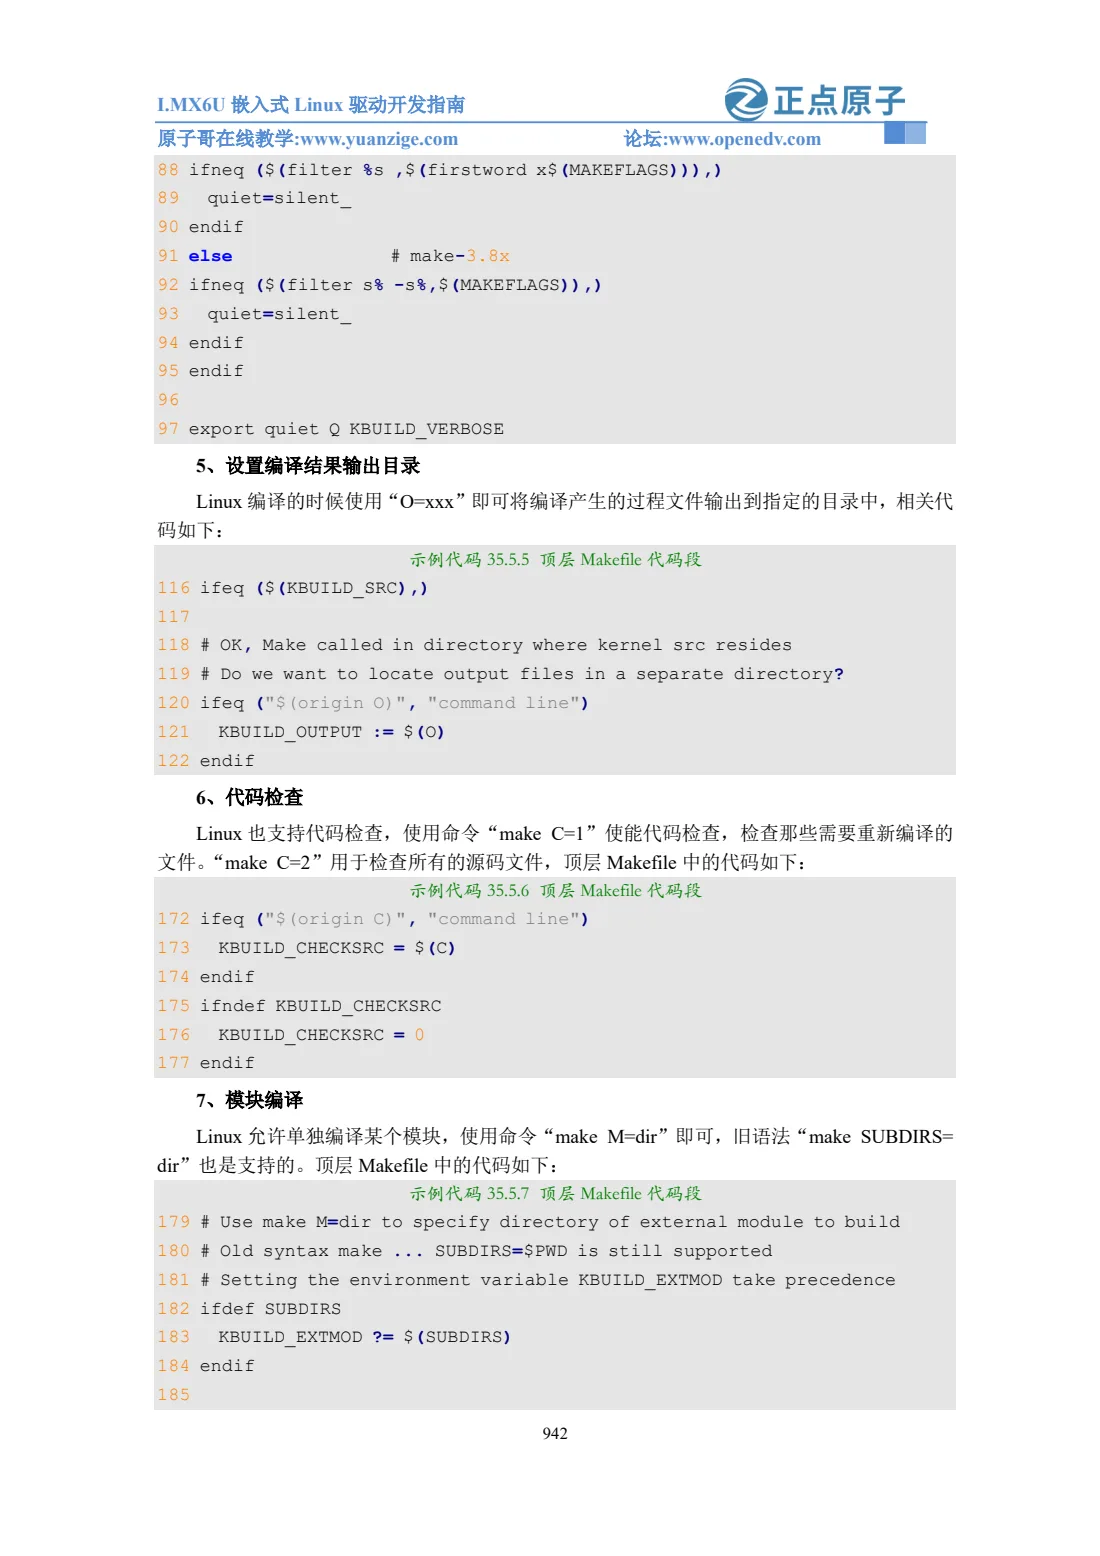 I.MX6U 嵌入式 Linux 驱动开发指南
正点原子
原子哥在线教学:www.yuanzige.com 论坛:www.openedv.com
88 ifneq ($(filter %s ,$(firstword x$(MAKEFLAGS))),)
89   quiet=silent_
90 endif
91 else                # make-3.8x
92 ifneq ($(filter s% -s%,$(MAKEFLAGS)),)
93   quiet=silent_
94 endif
95 endif
96
97 export quiet Q KBUILD_VERBOSE
5、设置编译结果输出目录
Linux 编译的时候使用“O=xxx”即可将编译产生的过程文件输出到指定的目录中，相关代
码如下：
示例代码 35.5.5 顶层 Makefile 代码段
116 ifeq ($(KBUILD_SRC),)
117
118 # OK, Make called in directory where kernel src resides
119 # Do we want to locate output files in a separate directory?
120 ifeq ("$(origin O)", "command line")
121   KBUILD_OUTPUT := $(O)
122 endif
6、代码检查
Linux 也支持代码检查，使用命令“make C=1”使能代码检查，检查那些需要重新编译的
文件。“make C=2”用于检查所有的源码文件，顶层 Makefile 中的代码如下：
示例代码 35.5.6 顶层 Makefile 代码段
172 ifeq ("$(origin C)", "command line")
173   KBUILD_CHECKSRC = $(C)
174 endif
175 ifndef KBUILD_CHECKSRC
176   KBUILD_CHECKSRC = 0
177 endif
7、模块编译
Linux 允许单独编译某个模块，使用命令“make M=dir”即可，旧语法“make SUBDIRS=
dir”也是支持的。顶层 Makefile 中的代码如下：
示例代码 35.5.7 顶层 Makefile 代码段
179 # Use make M=dir to specify directory of external module to build
180 # Old syntax make ... SUBDIRS=$PWD is still supported
181 # Setting the environment variable KBUILD_EXTMOD take precedence
182 ifdef SUBDIRS
183   KBUILD_EXTMOD ?= $(SUBDIRS)
184 endif
185
942